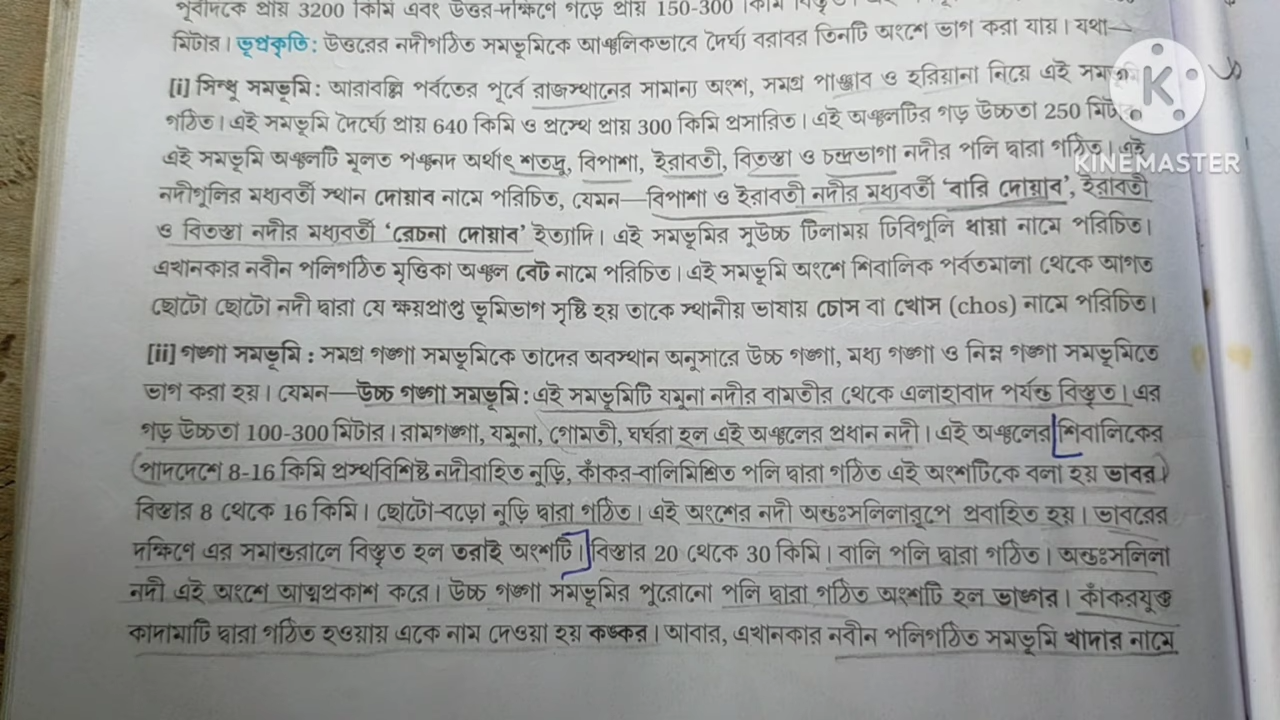 পূর্বদিকে প্রায় 3200 কিমি এবং উত্তর-দক্ষিণে গড়ে প্রায় 150-300 কিমি
মিটার। ভূপ্রকৃতি: উত্তরের নদীগঠিত সমভূমিকে আঞ্চলিকভাবে দৈর্ঘ্য বরাবর তিনটি অংশে ভাগ করা যায়। যথা—
[i] সিন্ধু সমভূমি : আরাবল্লি পর্বতের পূর্বে রাজস্থানের সামান্য অংশ, সমগ্র পাঞ্জাব ও হরিয়ানা নিয়ে এই সমভূমি
গঠিত। এই সমভূমি দৈর্ঘ্যে প্রায় 640 কিমি ও প্রস্থে প্রায় 300 কিমি প্রসারিত। এই অঞ্চলটির গড় উচ্চতা 250 মিটার
এই সমভূমি অঞ্চলটি মূলত পঞ্চনদ অর্থাৎ শতদ্রু, বিপাশা, ইরাবতী, বিতস্তা ও চন্দ্রভাগা নদীর পলি দ্বারা গঠিত। এই
নদীগুলির মধ্যবর্তী স্থান দোয়াব নামে পরিচিত, যেমন—বিপাশা ও ইরাবতী নদীর মধ্যবর্তী ‘বারি দোয়াব’, ইরাবতী
ও বিতস্তা নদীর মধ্যবর্তী ‘রেচনা দোয়াব’ ইত্যাদি। এই সমভূমির সুউচ্চ টিলাময় ঢিবিগুলি ধায়া নামে পরিচিত।
এখানকার নবীন পলিগঠিত মৃত্তিকা অঞ্চল বেট নামে পরিচিত। এই সমভূমি অংশে শিবালিক পর্বতমালা থেকে আগত
ছোটো ছোটো নদী দ্বারা যে ক্ষয়প্রাপ্ত ভূমিভাগ সৃষ্টি হয় তাকে স্থানীয় ভাষায় চোস বা খোস (chos) নামে পরিচিত।
[ii] গঙ্গা সমভূমি : সমগ্র গঙ্গা সমভূমিকে তাদের অবস্থান অনুসারে উচ্চ গঙ্গা, মধ্য গঙ্গা ও নিম্ন গঙ্গা সমভূমিতে
ভাগ করা হয়। যেমন—উচ্চ গঙ্গা সমভূমি : এই সমভূমিটি যমুনা নদীর বামতীর থেকে এলাহাবাদ পর্যন্ত বিস্তৃত। এর
গড় উচ্চতা 100-300 মিটার। রামগঙ্গা, যমুনা, গোমতী, ঘর্ঘরা হল এই অঞ্চলের প্রধান নদী। এই অঞ্চলের শিবালিকের
পাদদেশে 8-16 কিমি প্রস্থবিশিষ্ট নদীবাহিত নুড়ি, কাঁকর-বালিমিশ্রিত পলি দ্বারা গঠিত এই অংশটিকে বলা হয় ভাবর
বিস্তার 8 থেকে 16 কিমি। ছোটো-বড়ো নুড়ি দ্বারা গঠিত। এই অংশের নদী অন্তঃসলিলারূপে প্রবাহিত হয়। ভাবরের
দক্ষিণে এর সমান্তরালে বিস্তৃত হল তরাই অংশটি। বিস্তার 20 থেকে 30 কিমি। বালি পলি দ্বারা গঠিত। অন্তঃসলিলা
নদী এই অংশে আত্মপ্রকাশ করে। উচ্চ গঙ্গা সমভূমির পুরোনো পলি দ্বারা গঠিত অংশটি হল ভাঙ্গর। কাঁকরযুক্ত
কাদামাটি দ্বারা গঠিত হওয়ায় একে নাম দেওয়া হয় কঙ্কর। আবার, এখানকার নবীন পলিগঠিত সমভূমি খাদার নামে
K
KINEMASTER